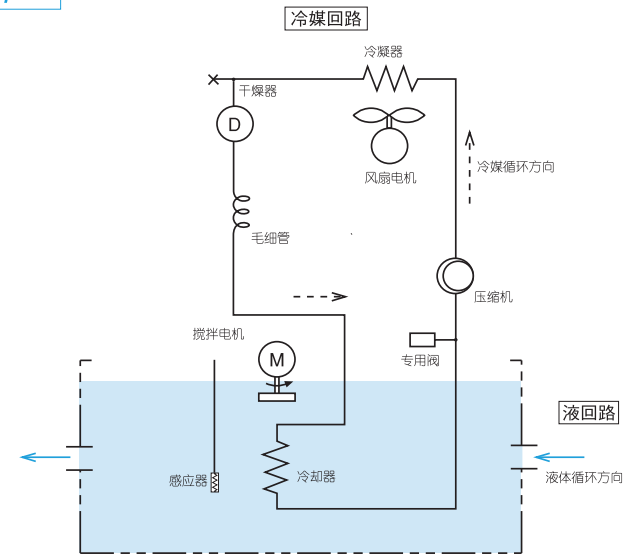 冷媒回路
冷凝器
干燥器
D
风扇电机
冷媒循环方向
毛细管
压缩机
搅拌电机
M
专用阀
液回路
感应器
冷却器
液体循环方向